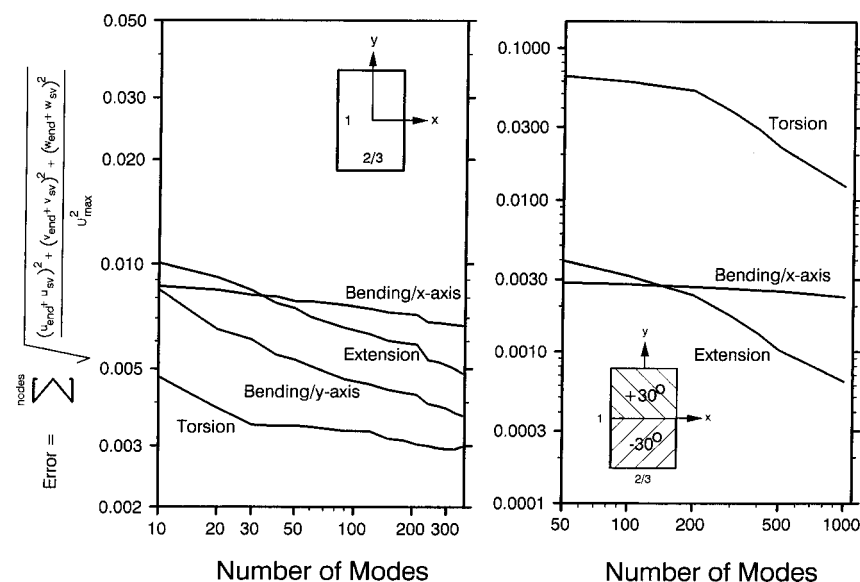 Error = nodes Σ √ (u_end + u_sv)² + (v_end + v_sv)² + (w_end + w_sv)² / U²_max
0.050
0.030
0.020
0.010
0.005
0.003
0.002
10 20 30 50 100 200 300
Number of Modes
y
x
1
2/3
Bending/x-axis
Extension
Bending/y-axis
Torsion
0.1000
0.0300
0.0100
0.0030
0.0010
0.0003
0.0001
50 100 200 500 1000
Number of Modes
Torsion
Bending/x-axis
Extension
y
+30°
1
x
-30°
2/3